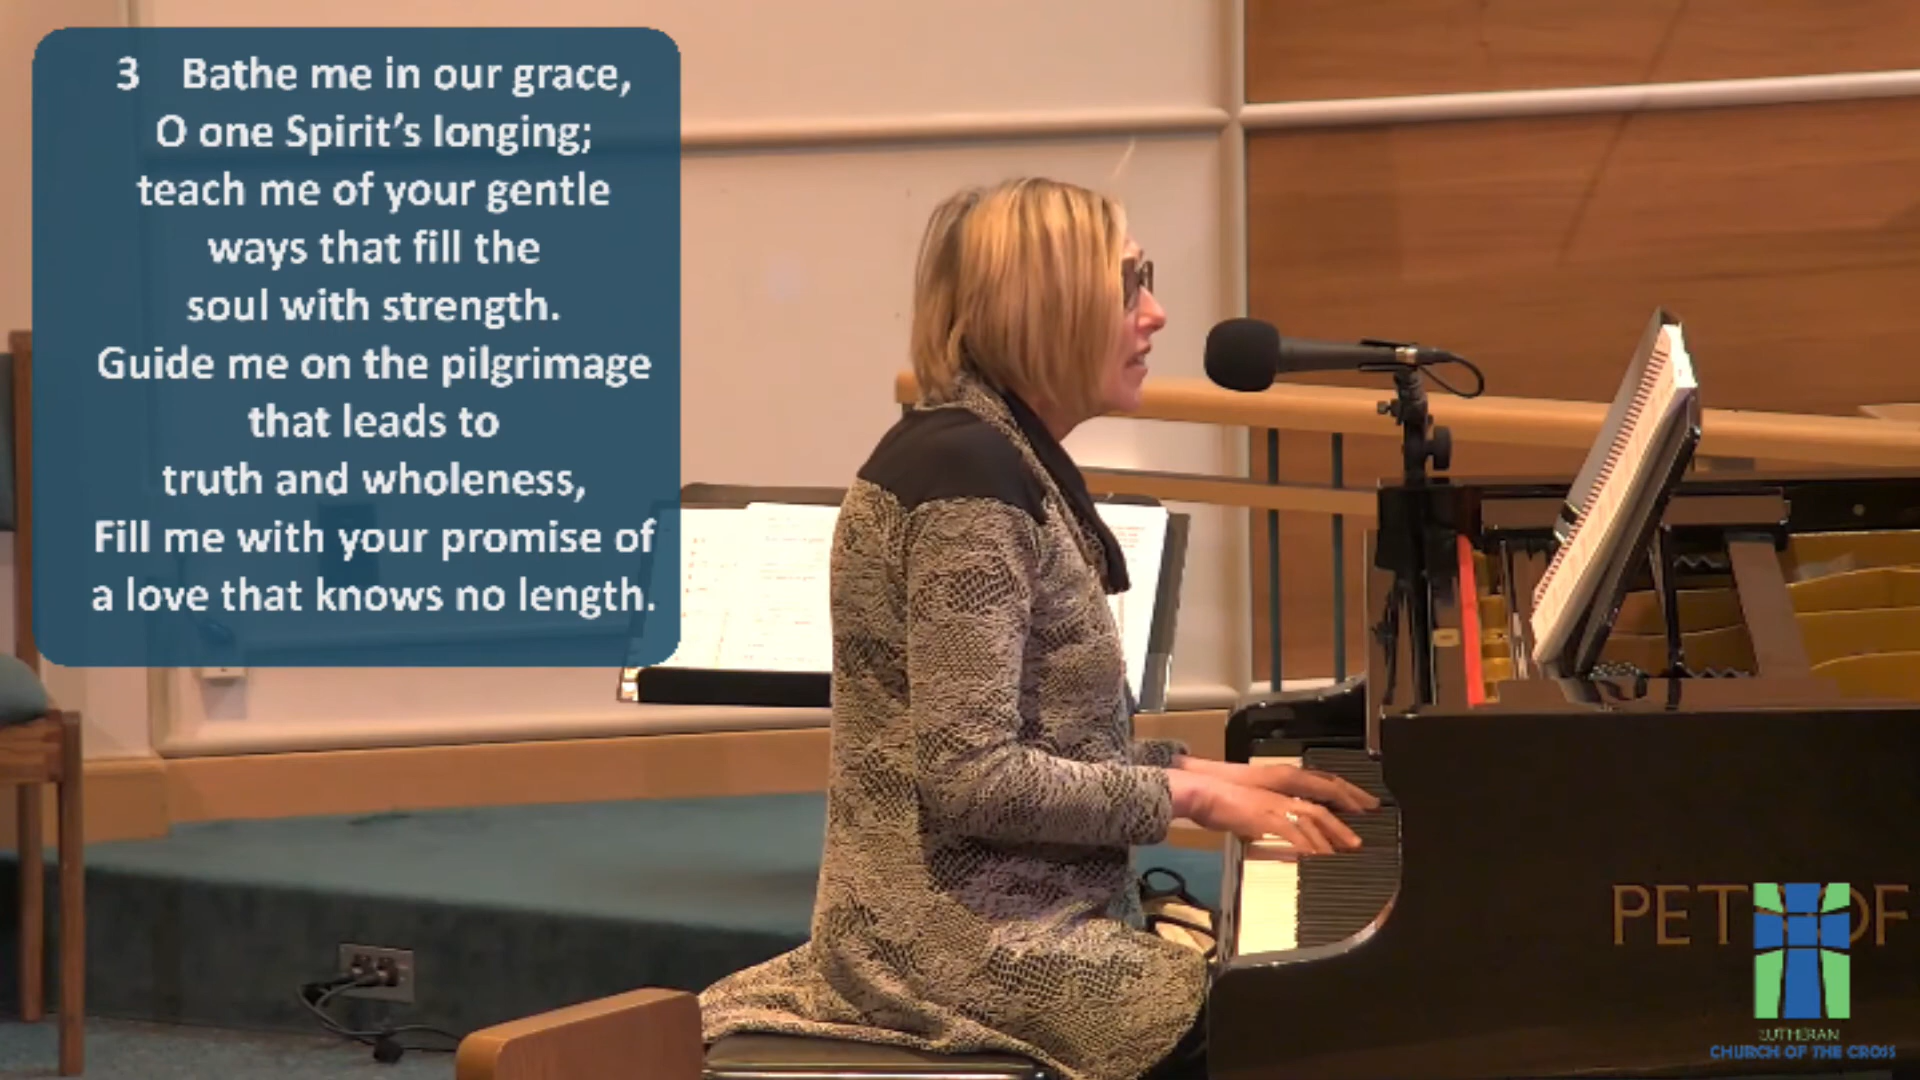 3 Bathe me in our grace,
O one Spirit's longing;
teach me of your gentle
ways that fill the
soul with strength.
Guide me on the pilgrimage
that leads to
truth and wholeness,
Fill me with your promise of
a love that knows no length.
PET OF
LUTHERAN
CHURCH OF THE CROSS